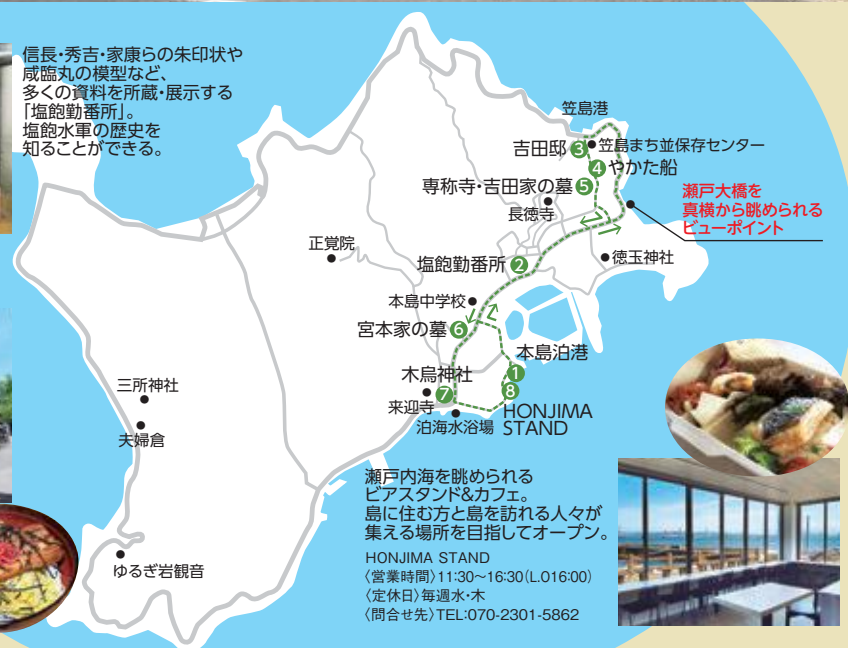 信長・秀吉・家康らの朱印状や
咸臨丸の模型など、
多くの資料を所蔵・展示する
「塩飽勤番所」。
塩飽水軍の歴史を
知ることができる。
笠島港
吉田邸 3
笠島まち並保存センター
4 やかた船
専称寺・吉田家の墓 5
長徳寺
瀬戸大橋を
真横から眺められる
ビューポイント
正覚院
塩飽勤番所 2
徳玉神社
本島中学校
宮本家の墓 6
本島泊港
1
8
木烏神社 7
来迎寺
泊海水浴場
HONJIMA
STAND
三所神社
夫婦倉
ゆるぎ岩観音
瀬戸内海を眺められる
ビアスタンド&カフェ。
島に住む方と島を訪れる人々が
集える場所を目指してオープン。
HONJIMA STAND
〈営業時間〉11:30~16:30(L.O16:00)
〈定休日〉毎週水・木
〈問合せ先〉TEL:070-2301-5862